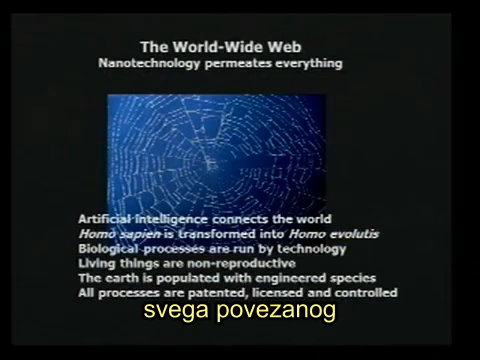 The World-Wide Web
Nanotechnology permeates everything
Artificial intelligence connects the world
Homo sapien is transformed into Homo evolutis
Biological processes are run by technology
Living things are non-reproductive
The earth is populated with engineered species
All processes are patented, licensed and controlled
svega povezanog